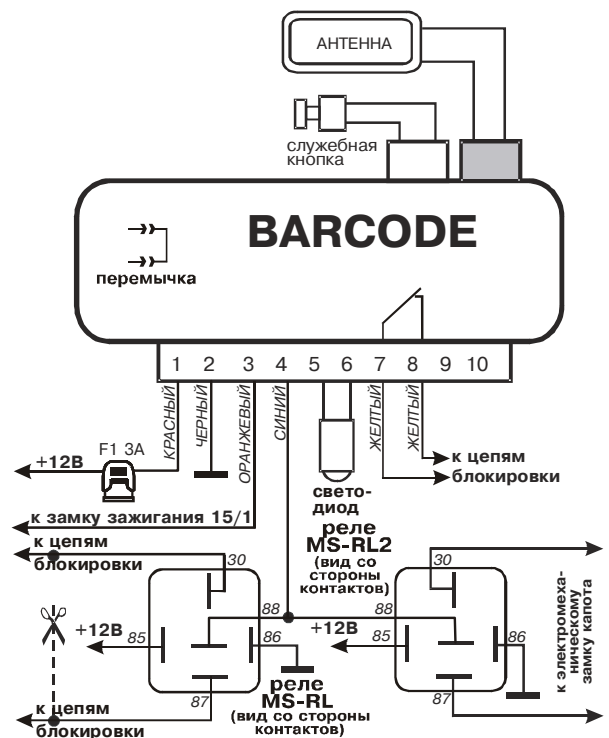 АНТЕННА
служебная
кнопка
BARCODE
перемычка
1 2 3 4 5 6 7 8 9 10
КРАСНЫЙ
ЧЕРНЫЙ
ОРАНЖЕВЫЙ
СИНИЙ
ЖЕЛТЫЙ
ЖЕЛТЫЙ
F1 3А
+12В
к цепям
блокировки
свето-
диод
к замку зажигания 15/1
реле
MS-RL2
(вид со
стороны
контактов)
к цепям
блокировки
30
88
+12В
85
86
87
к цепям
блокировки
реле
MS-RL
(вид со стороны
контактов)
30
88
+12В
85
86
87
к электромеха-
ническому
замку капота